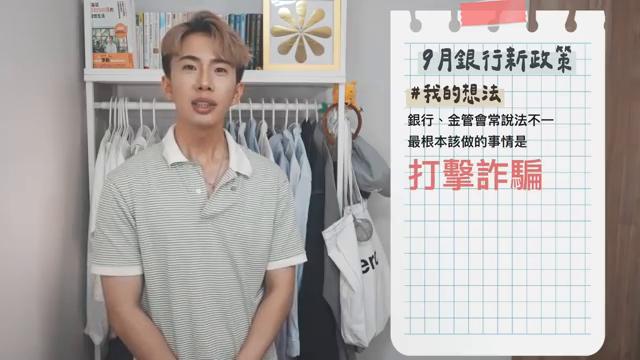 9月銀行新政策
#我的想法
銀行、金管會常說法不一
最根本該做的事情是
打擊詐騙